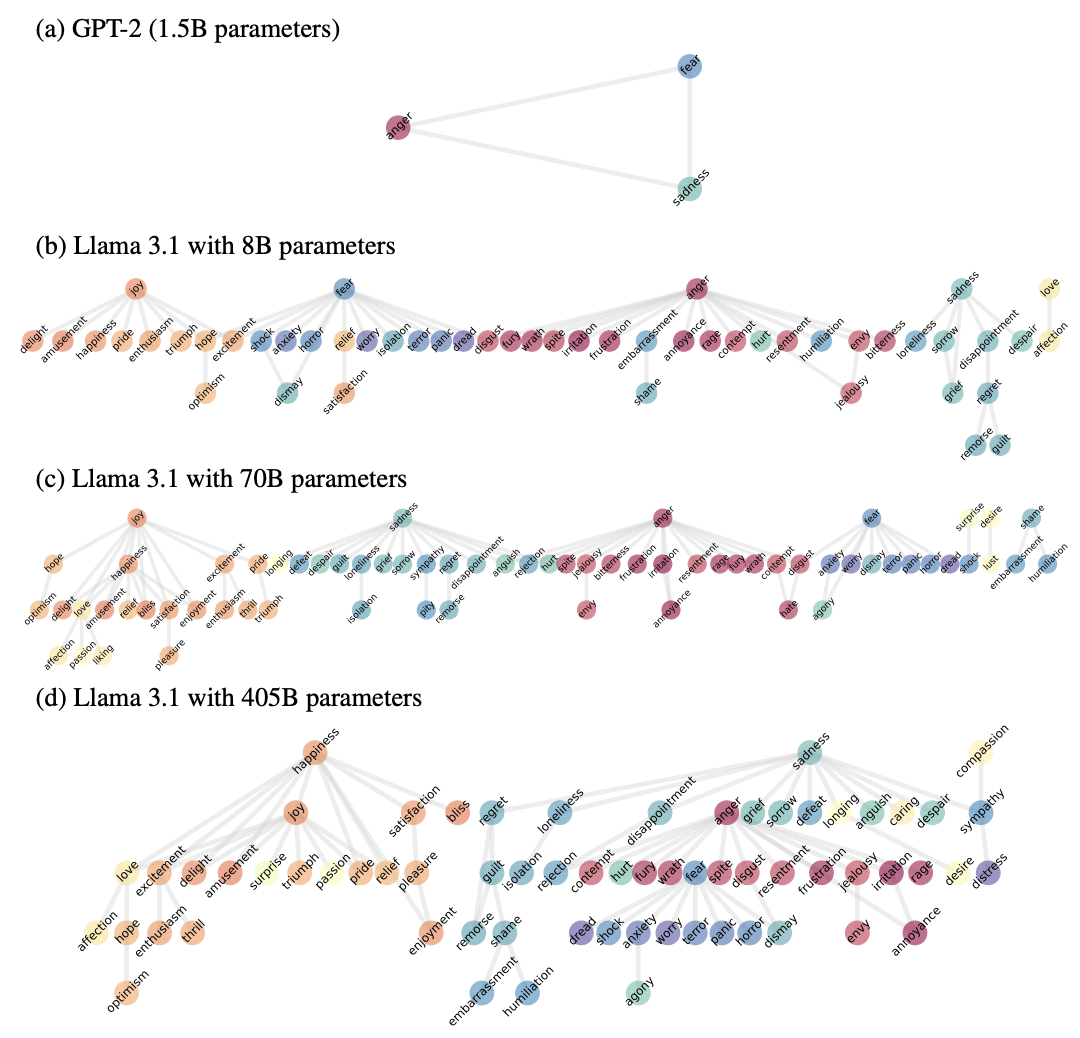 (a) GPT-2 (1.5B parameters)
fear
anger
sadness
(b) Llama 3.1 with 8B parameters
joy fear anger sadness love
delight amusement happiness pride enthusiasm triumph hope excitement shock anxiety horror relief worry isolation terror panic dread disgust fury wrath spite irritation frustration embarrassment annoyance rage contempt hurt resentment humiliation envy bitterness loneliness sorrow disappointment despair affection
optimism dismay satisfaction shame jealousy grief regret
remorse guilt
(c) Llama 3.1 with 70B parameters
joy sadness anger fear surprise desire shame
hope happiness excitement pride longing defeat despair guilt loneliness grief sorrow sympathy regret disappointment anguish rejection hurt spite jealousy bitterness frustration irritation resentment rage fury wrath contempt disgust anxiety worry dismay terror panic horror dread shock lust embarrassment humiliation
optimism delight love amusement relief bliss satisfaction enjoyment enthusiasm thrill triumph isolation pity remorse envy annoyance hate agony
affection passion liking pleasure
(d) Llama 3.1 with 405B parameters
happiness sadness compassion
joy satisfaction bliss regret loneliness disappointment anger grief sorrow defeat longing anguish caring despair sympathy
love excitement delight amusement surprise triumph passion pride relief pleasure guilt isolation rejection contempt hurt fury wrath fear spite disgust resentment frustration jealousy irritation rage desire distress
affection hope enthusiasm thrill enjoyment remorse shame dread shock anxiety worry terror panic horror dismay envy annoyance
optimism embarrassment humiliation agony